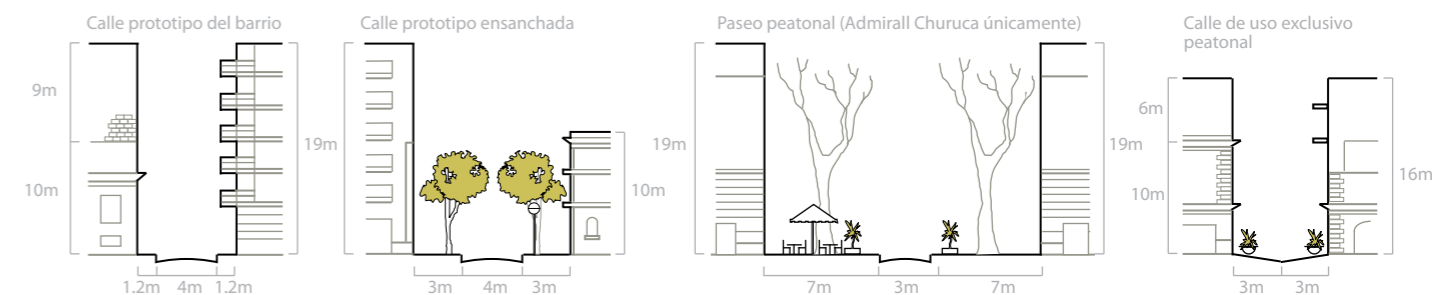 Calle prototipo del barrio
9m
10m
19m
1.2m 4m 1.2m
Calle prototipo ensanchada
10m
3m 4m 3m
Paseo peatonal (Admirall Churuca únicamente)
19m
19m
7m 3m 7m
Calle de uso exclusivo
peatonal
6m
10m
16m
3m 3m